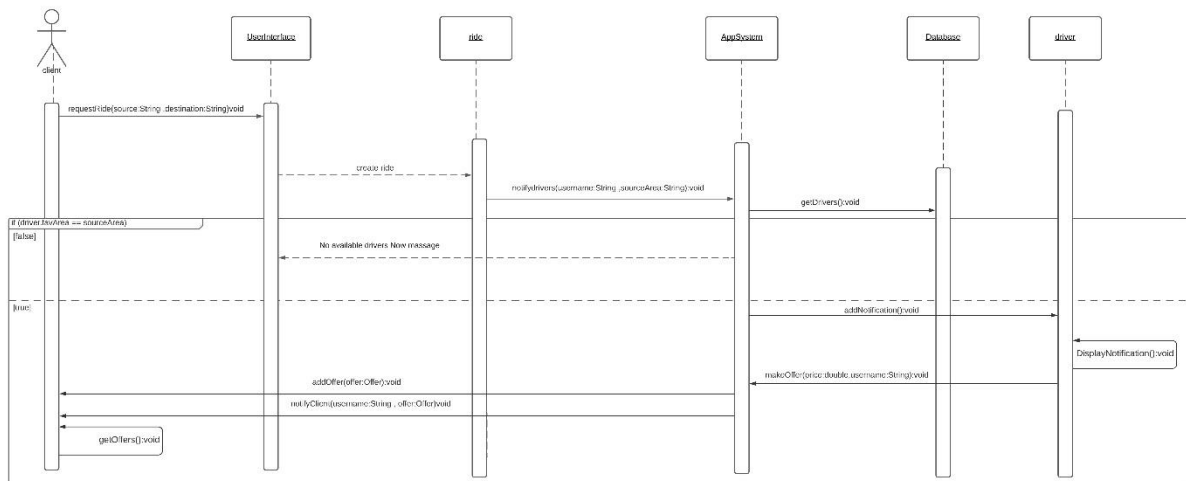 client
UserInterface
ride
AppSystem
Database
driver
requestRide(source:String ,destination:String)void
create ride
notifydrivers(username:String ,sourceArea:String):void
getDrivers():void
if (driver.favArea == sourceArea)
[false]
No available drivers Now massage
[true]
addNotification():void
DisplayNotification():void
makeOffer(price:double,username:String):void
addOffer(offer:Offer):void
notifyClient(username:String , offer:Offer)void
getOffers():void